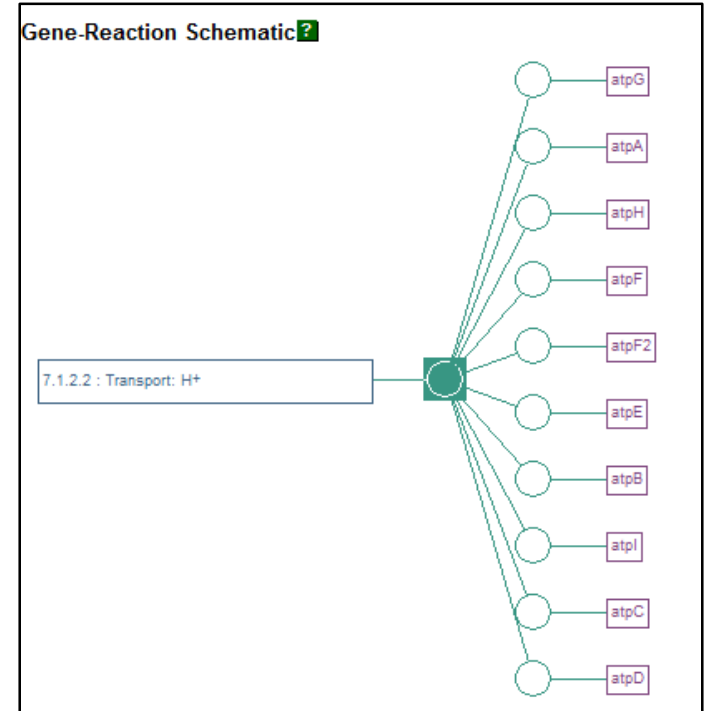 Gene-Reaction Schematic?
atpG
atpA
atpH
atpF
atpF2
7.1.2.2 : Transport: H+
atpE
atpB
atpI
atpC
atpD